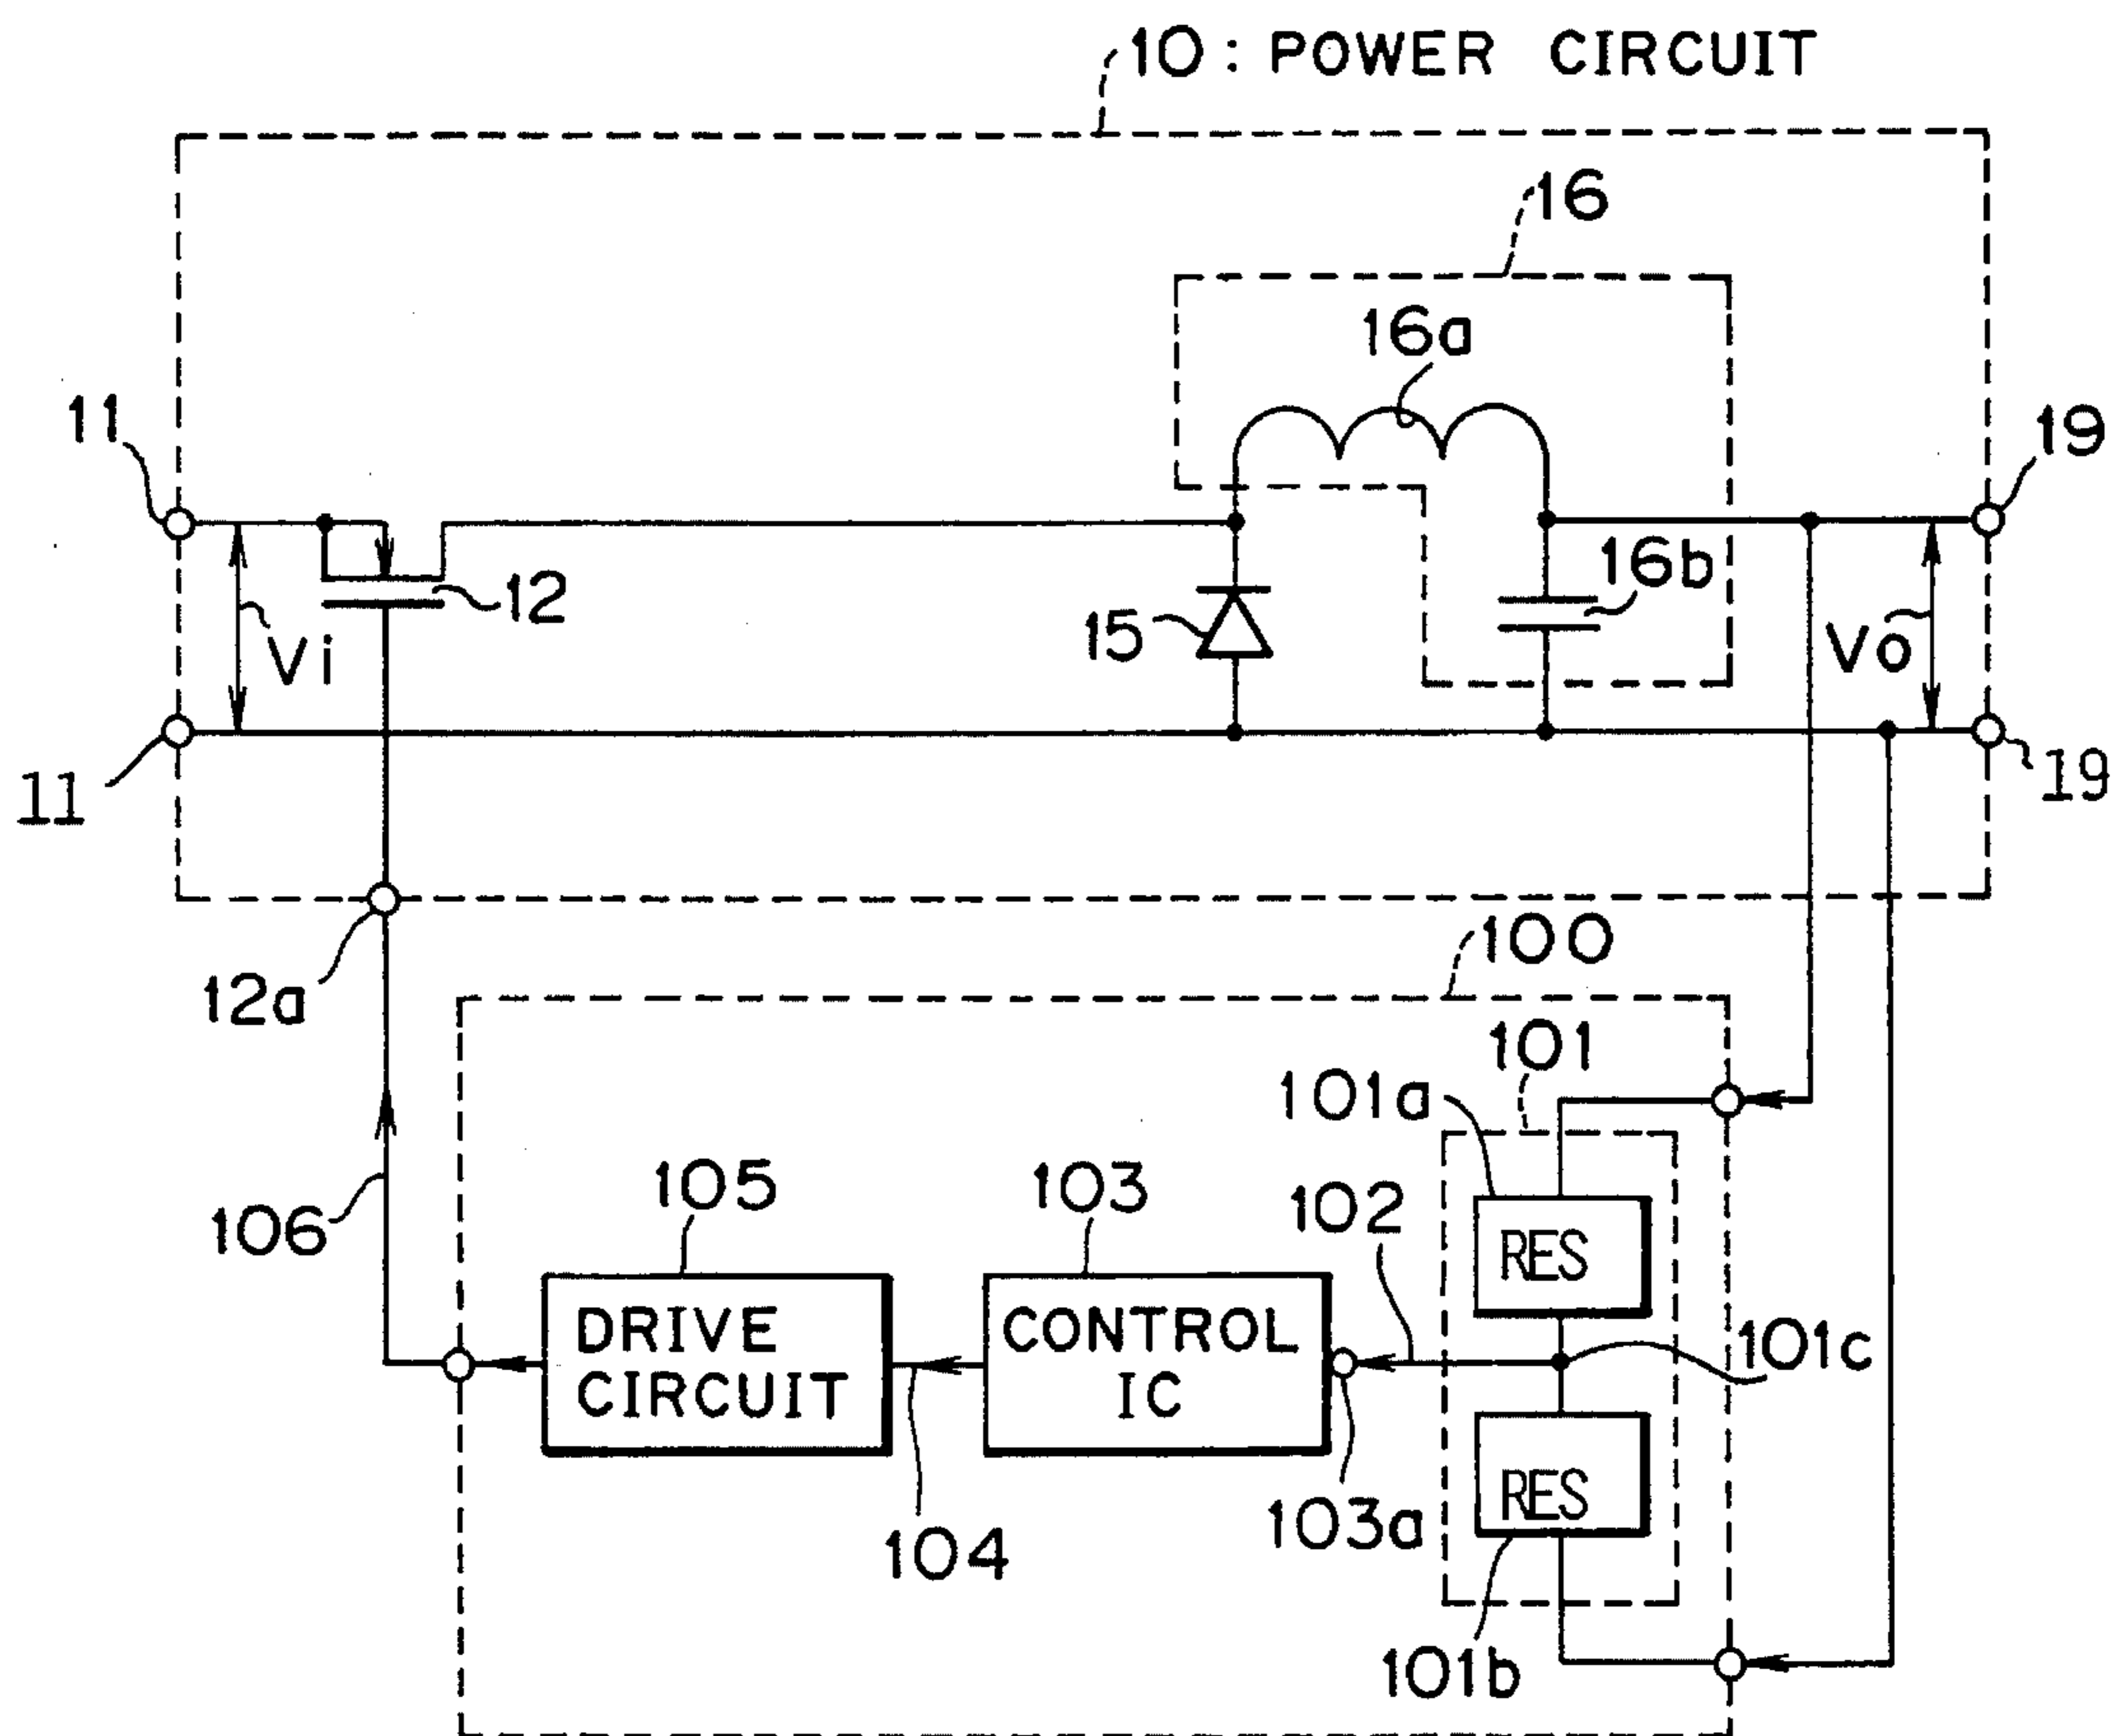 10 : POWER CIRCUIT
16
16a
11
19
16b
12
15
Vi
Vo
11
19
12a
100
101
101a
105
103
102
106
RES
DRIVE
CIRCUIT
CONTROL
IC
101c
RES
103a
104
101b